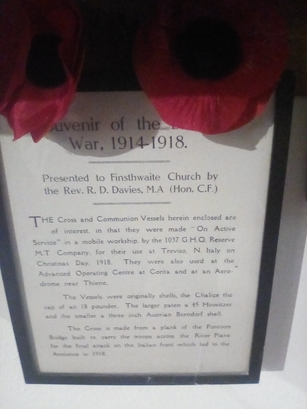 Souvenir of the
War, 1914-1918.
Presented to Finsthwaite Church by
the Rev. R. D. Davies, M.A (Hon. C.F.)
THE Cross and Communion Vessels herein enclosed are
of interest, in that they were made "On Active
Service" in a mobile workshop, by the 1037 G.H.Q. Reserve
M.T Company, for their use at Treviso, N. Italy on
Christmas Day, 1918. They were also used at the
Advanced Operating Centre at Gorita and at an Aero-
drome near Thiene.
The Vessels were originally shells, the Chalice the
cap of an 18 pounder. The larger paten a 45 Howitzer
and the smaller a three inch Austrian shell.
The Cross is made from a plank of the Pontoon
Bridge built to carry the troops across the River Piave
for the final attack on the Italian front which led to the
Armistice in 1918.